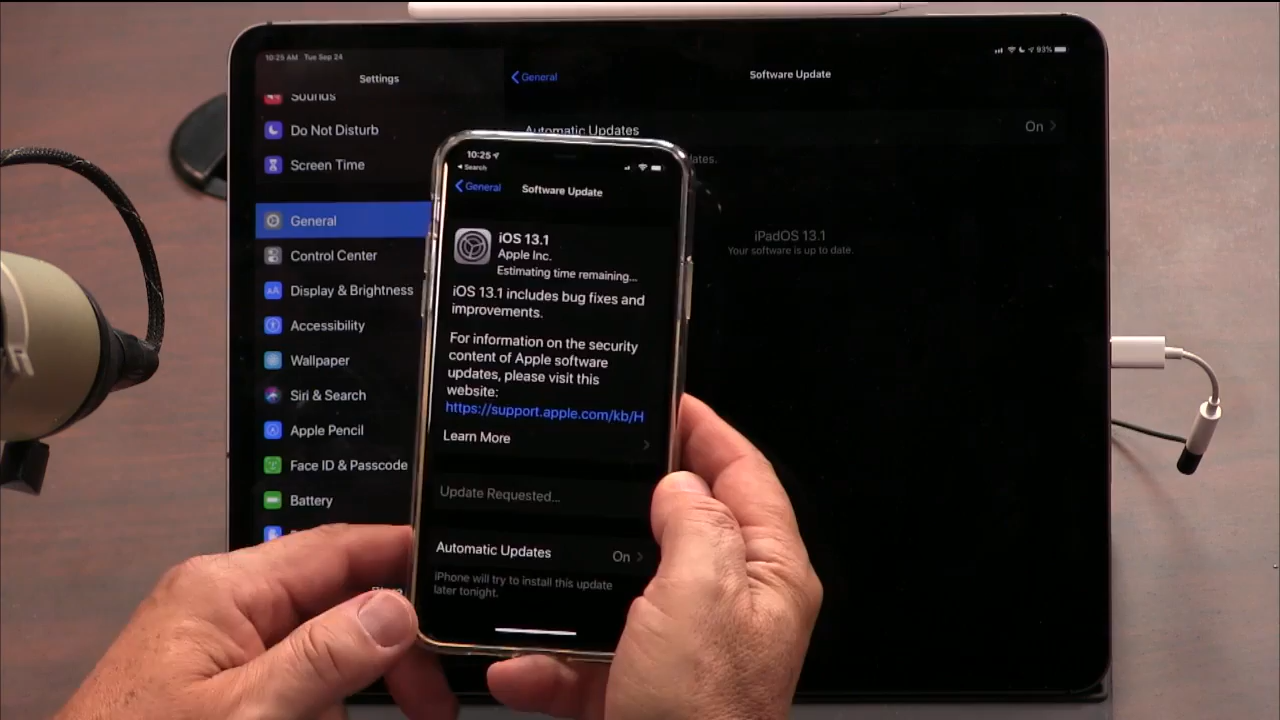 10:25 AM Tue Sep 24
93%
Settings
General
Software Update
Sounds
Do Not Disturb
Screen Time
General
Control Center
Display & Brightness
Accessibility
Wallpaper
Siri & Search
Apple Pencil
Face ID & Passcode
Battery
Automatic Updates
On
iPadOS 13.1
Your software is up to date.
10:25
Search
General
Software Update
iOS 13.1
Apple Inc.
Estimating time remaining...
iOS 13.1 includes bug fixes and
improvements.
For information on the security
content of Apple software
updates, please visit this
website:
https://support.apple.com/kb/H
Learn More
Update Requested...
Automatic Updates
On
iPhone will try to install this update
later tonight.